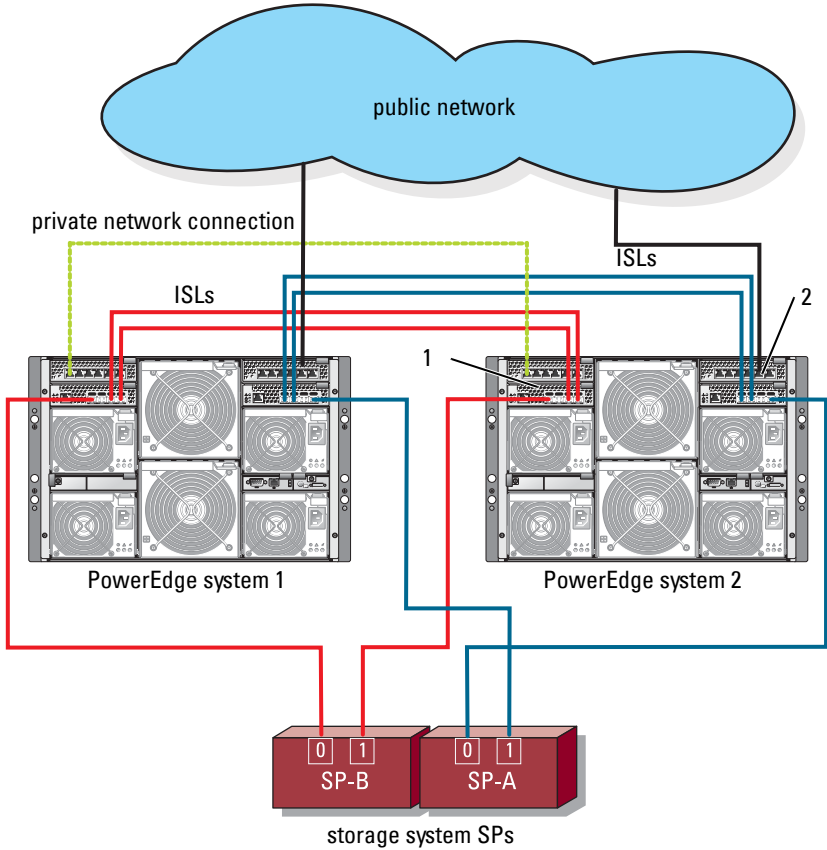 public network
private network connection
ISLs
ISLs
2
1
PowerEdge system 1
PowerEdge system 2
0
1
0
1
SP-B
SP-A
storage system SPs